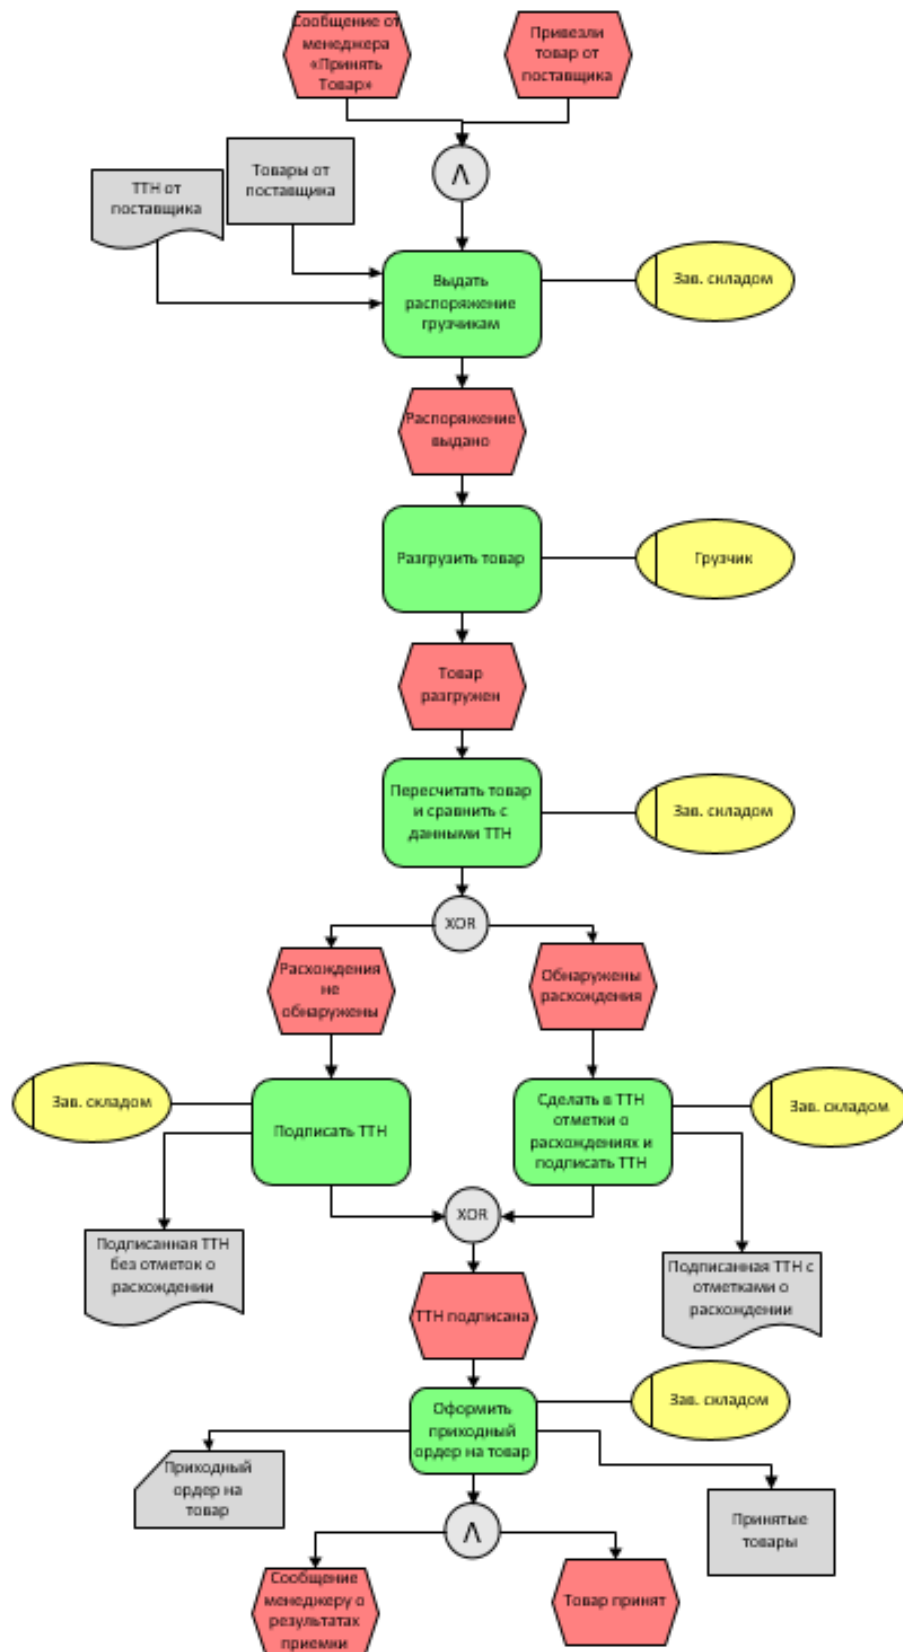 Сообщение от
менеджера
«Принять
Товар»
Привезли
товар от
поставщика
Λ
Товары от
поставщика
ТТН от
поставщика
Выдать
распоряжение
грузчикам
Зав. складом
Распоряжение
выдано
Разгрузить товар
Грузчик
Товар
разгружен
Пересчитать товар
и сравнить с
данными ТТН
Зав. складом
XOR
Расхождения
не
обнаружены
Обнаружены
расхождения
Зав. складом
Подписать ТТН
Сделать в ТТН
отметки о
расхождениях и
подписать ТТН
Зав. складом
XOR
Подписанная ТТН
без отметок о
расхождении
Подписанная ТТН с
отметками о
расхождении
ТТН подписана
Оформить
приходный
ордер на товар
Зав. складом
Приходный
ордер на
товар
Принятые
товары
Λ
Сообщение
менеджеру о
результатах
приемки
Товар принят